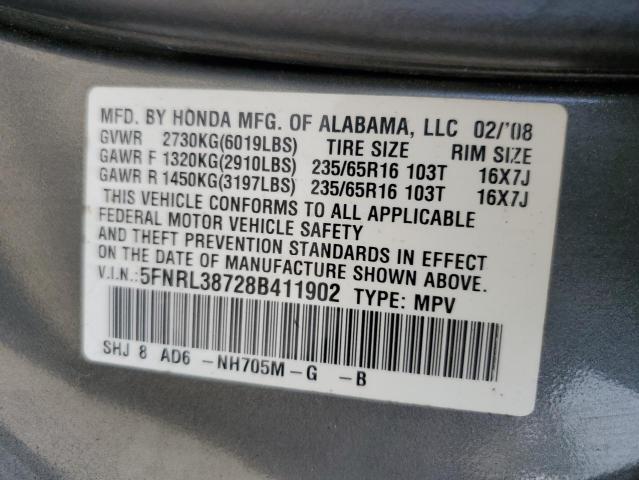 MFD. BY HONDA MFG. OF ALABAMA, LLC 02/'08
GVWR 2730KG(6019LBS) TIRE SIZE RIM SIZE
GAWR F 1320KG(2910LBS) 235/65R16 103T 16X7J
GAWR R 1450KG(3197LBS) 235/65R16 103T 16X7J
THIS VEHICLE CONFORMS TO ALL APPLICABLE
FEDERAL MOTOR VEHICLE SAFETY
AND THEFT PREVENTION STANDARDS IN EFFECT
ON THE DATE OF MANUFACTURE SHOWN ABOVE.
V.I.N.: 5FNRL38728B411902 TYPE: MPV
SHJ 8 AD6 -NH705M-G -B